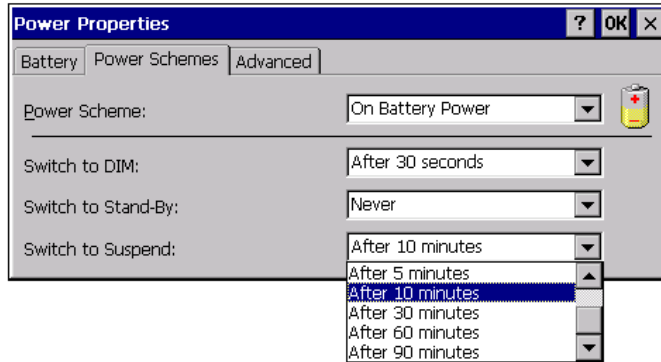 Power Properties ? OK ×
Battery Power Schemes Advanced
Power Scheme: On Battery Power
Switch to DIM: After 30 seconds
Switch to Stand-By: Never
Switch to Suspend: After 10 minutes
After 5 minutes
After 10 minutes
After 30 minutes
After 60 minutes
After 90 minutes